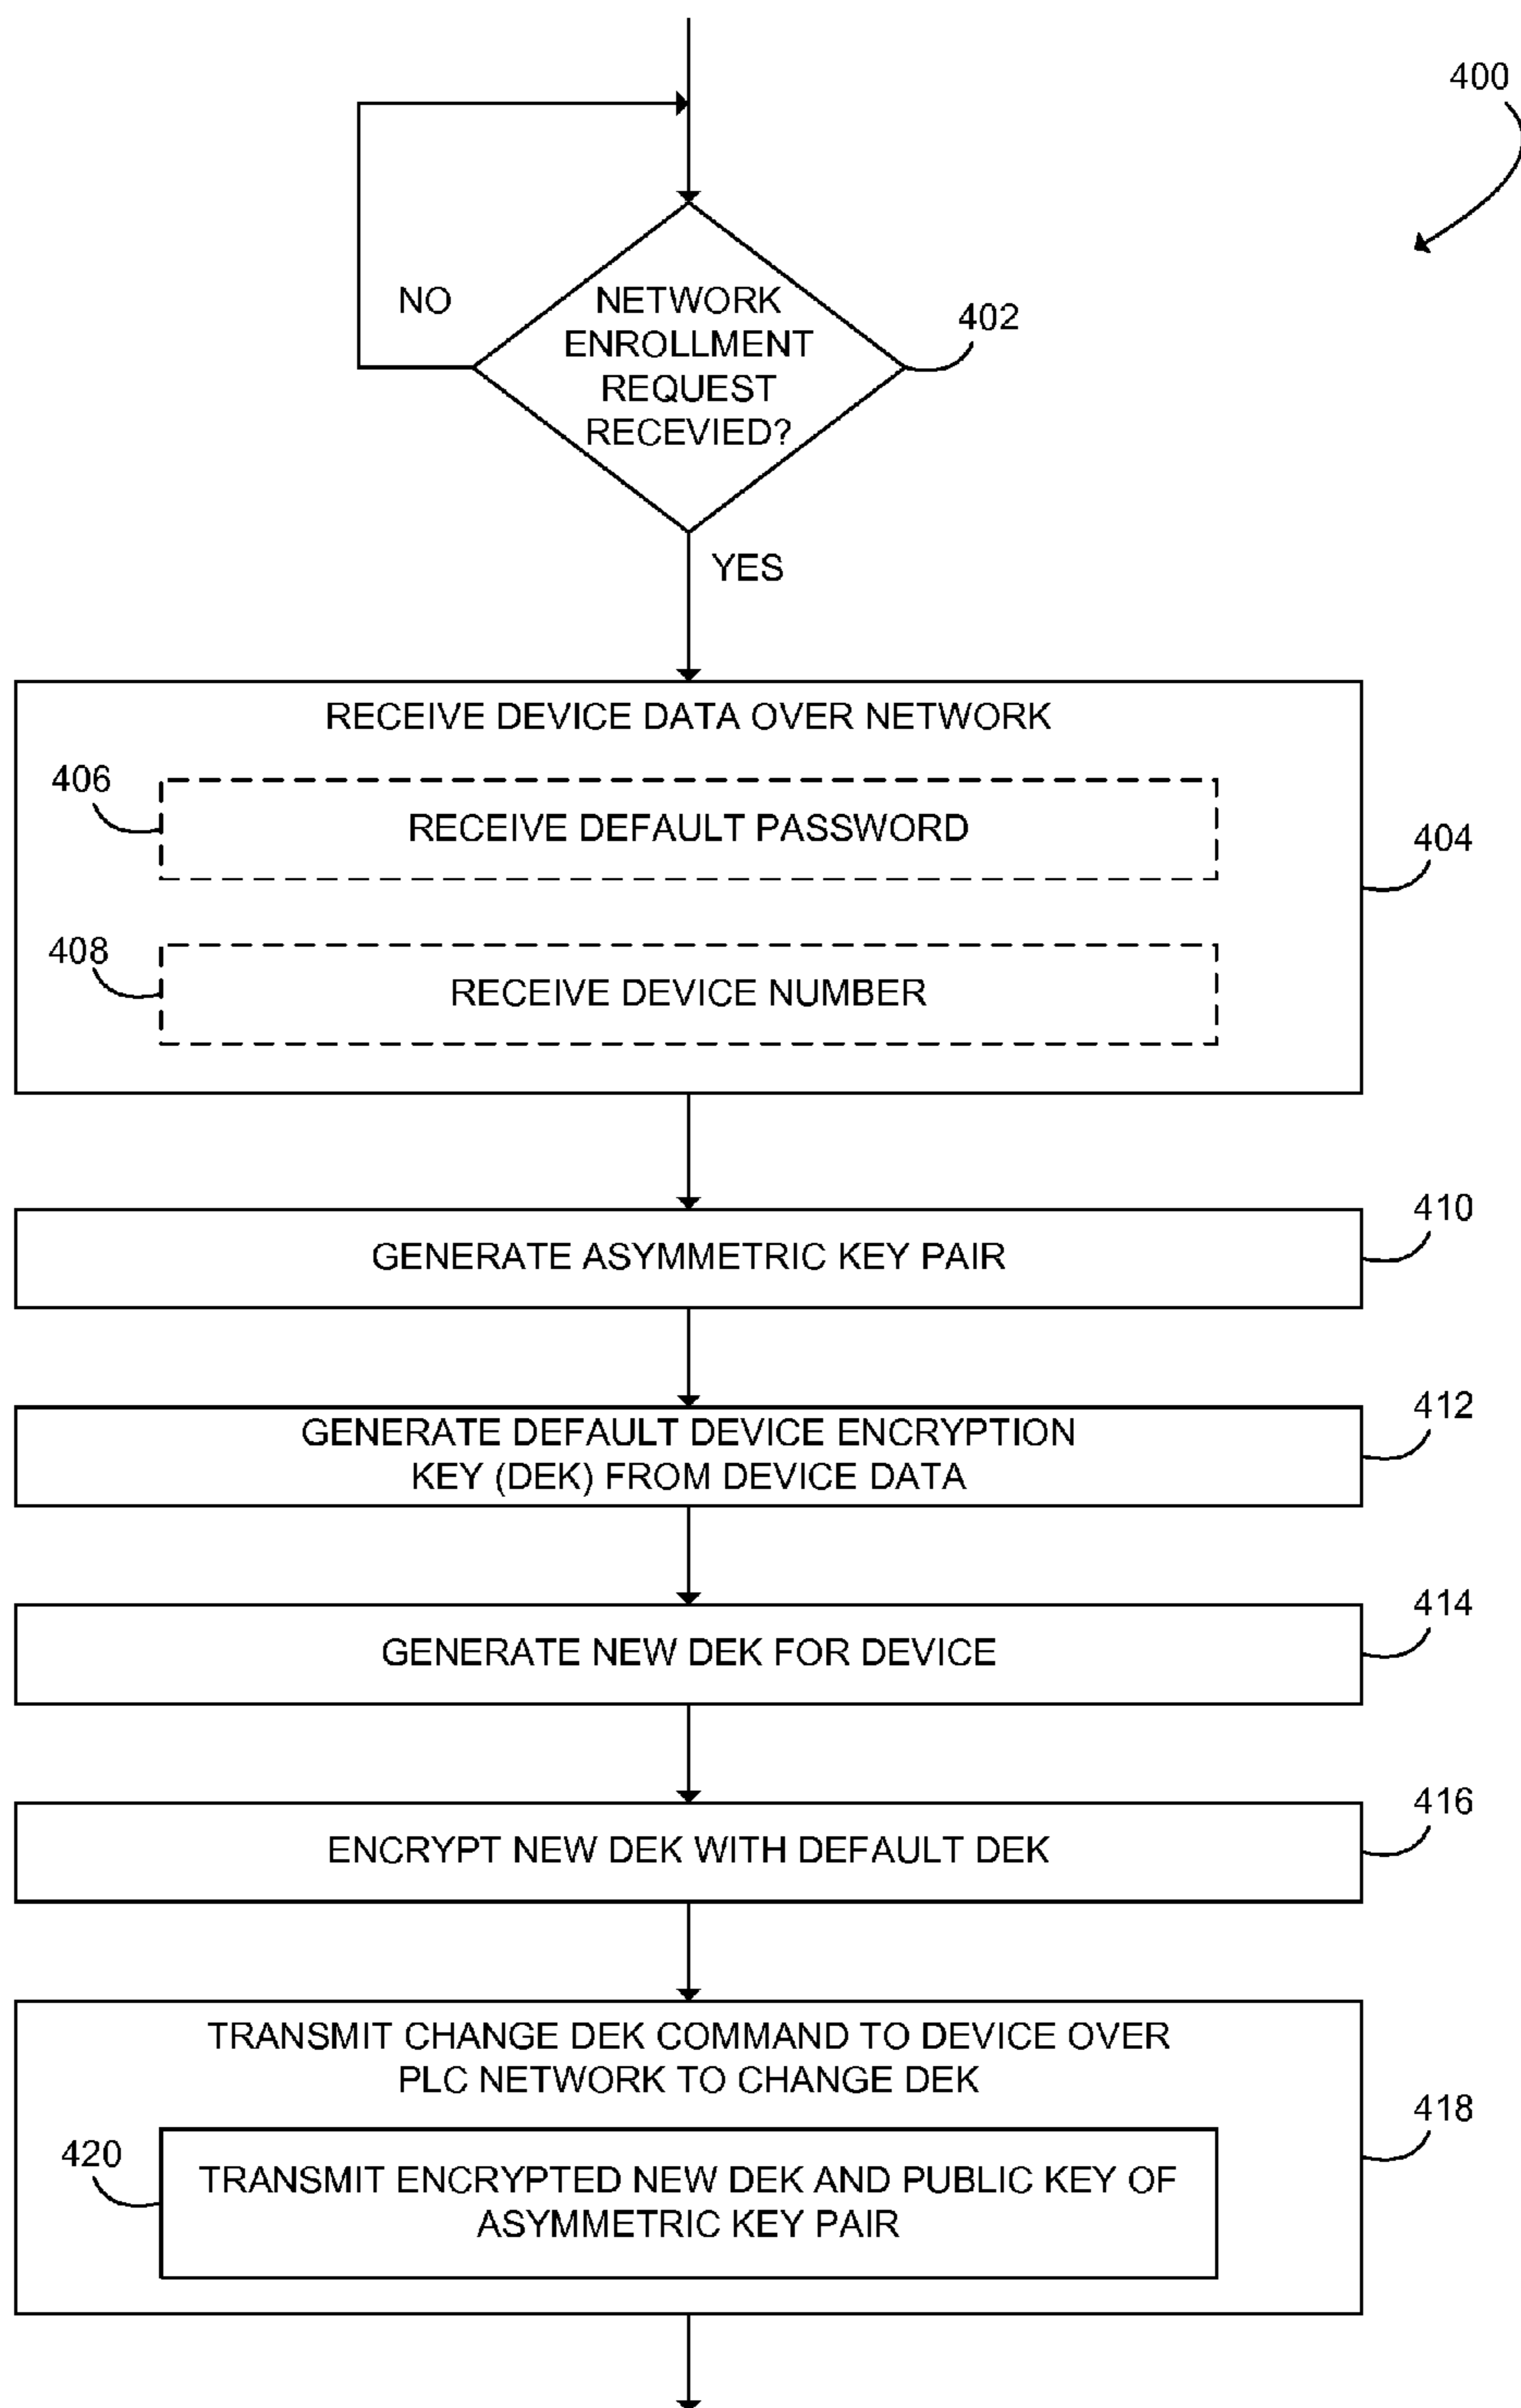 400
NO
NETWORK
ENROLLMENT
REQUEST
RECEVIED?
402
YES
RECEIVE DEVICE DATA OVER NETWORK
406
RECEIVE DEFAULT PASSWORD
404
408
RECEIVE DEVICE NUMBER
410
GENERATE ASYMMETRIC KEY PAIR
412
GENERATE DEFAULT DEVICE ENCRYPTION
KEY (DEK) FROM DEVICE DATA
414
GENERATE NEW DEK FOR DEVICE
416
ENCRYPT NEW DEK WITH DEFAULT DEK
TRANSMIT CHANGE DEK COMMAND TO DEVICE OVER
PLC NETWORK TO CHANGE DEK
418
420
TRANSMIT ENCRYPTED NEW DEK AND PUBLIC KEY OF
ASYMMETRIC KEY PAIR